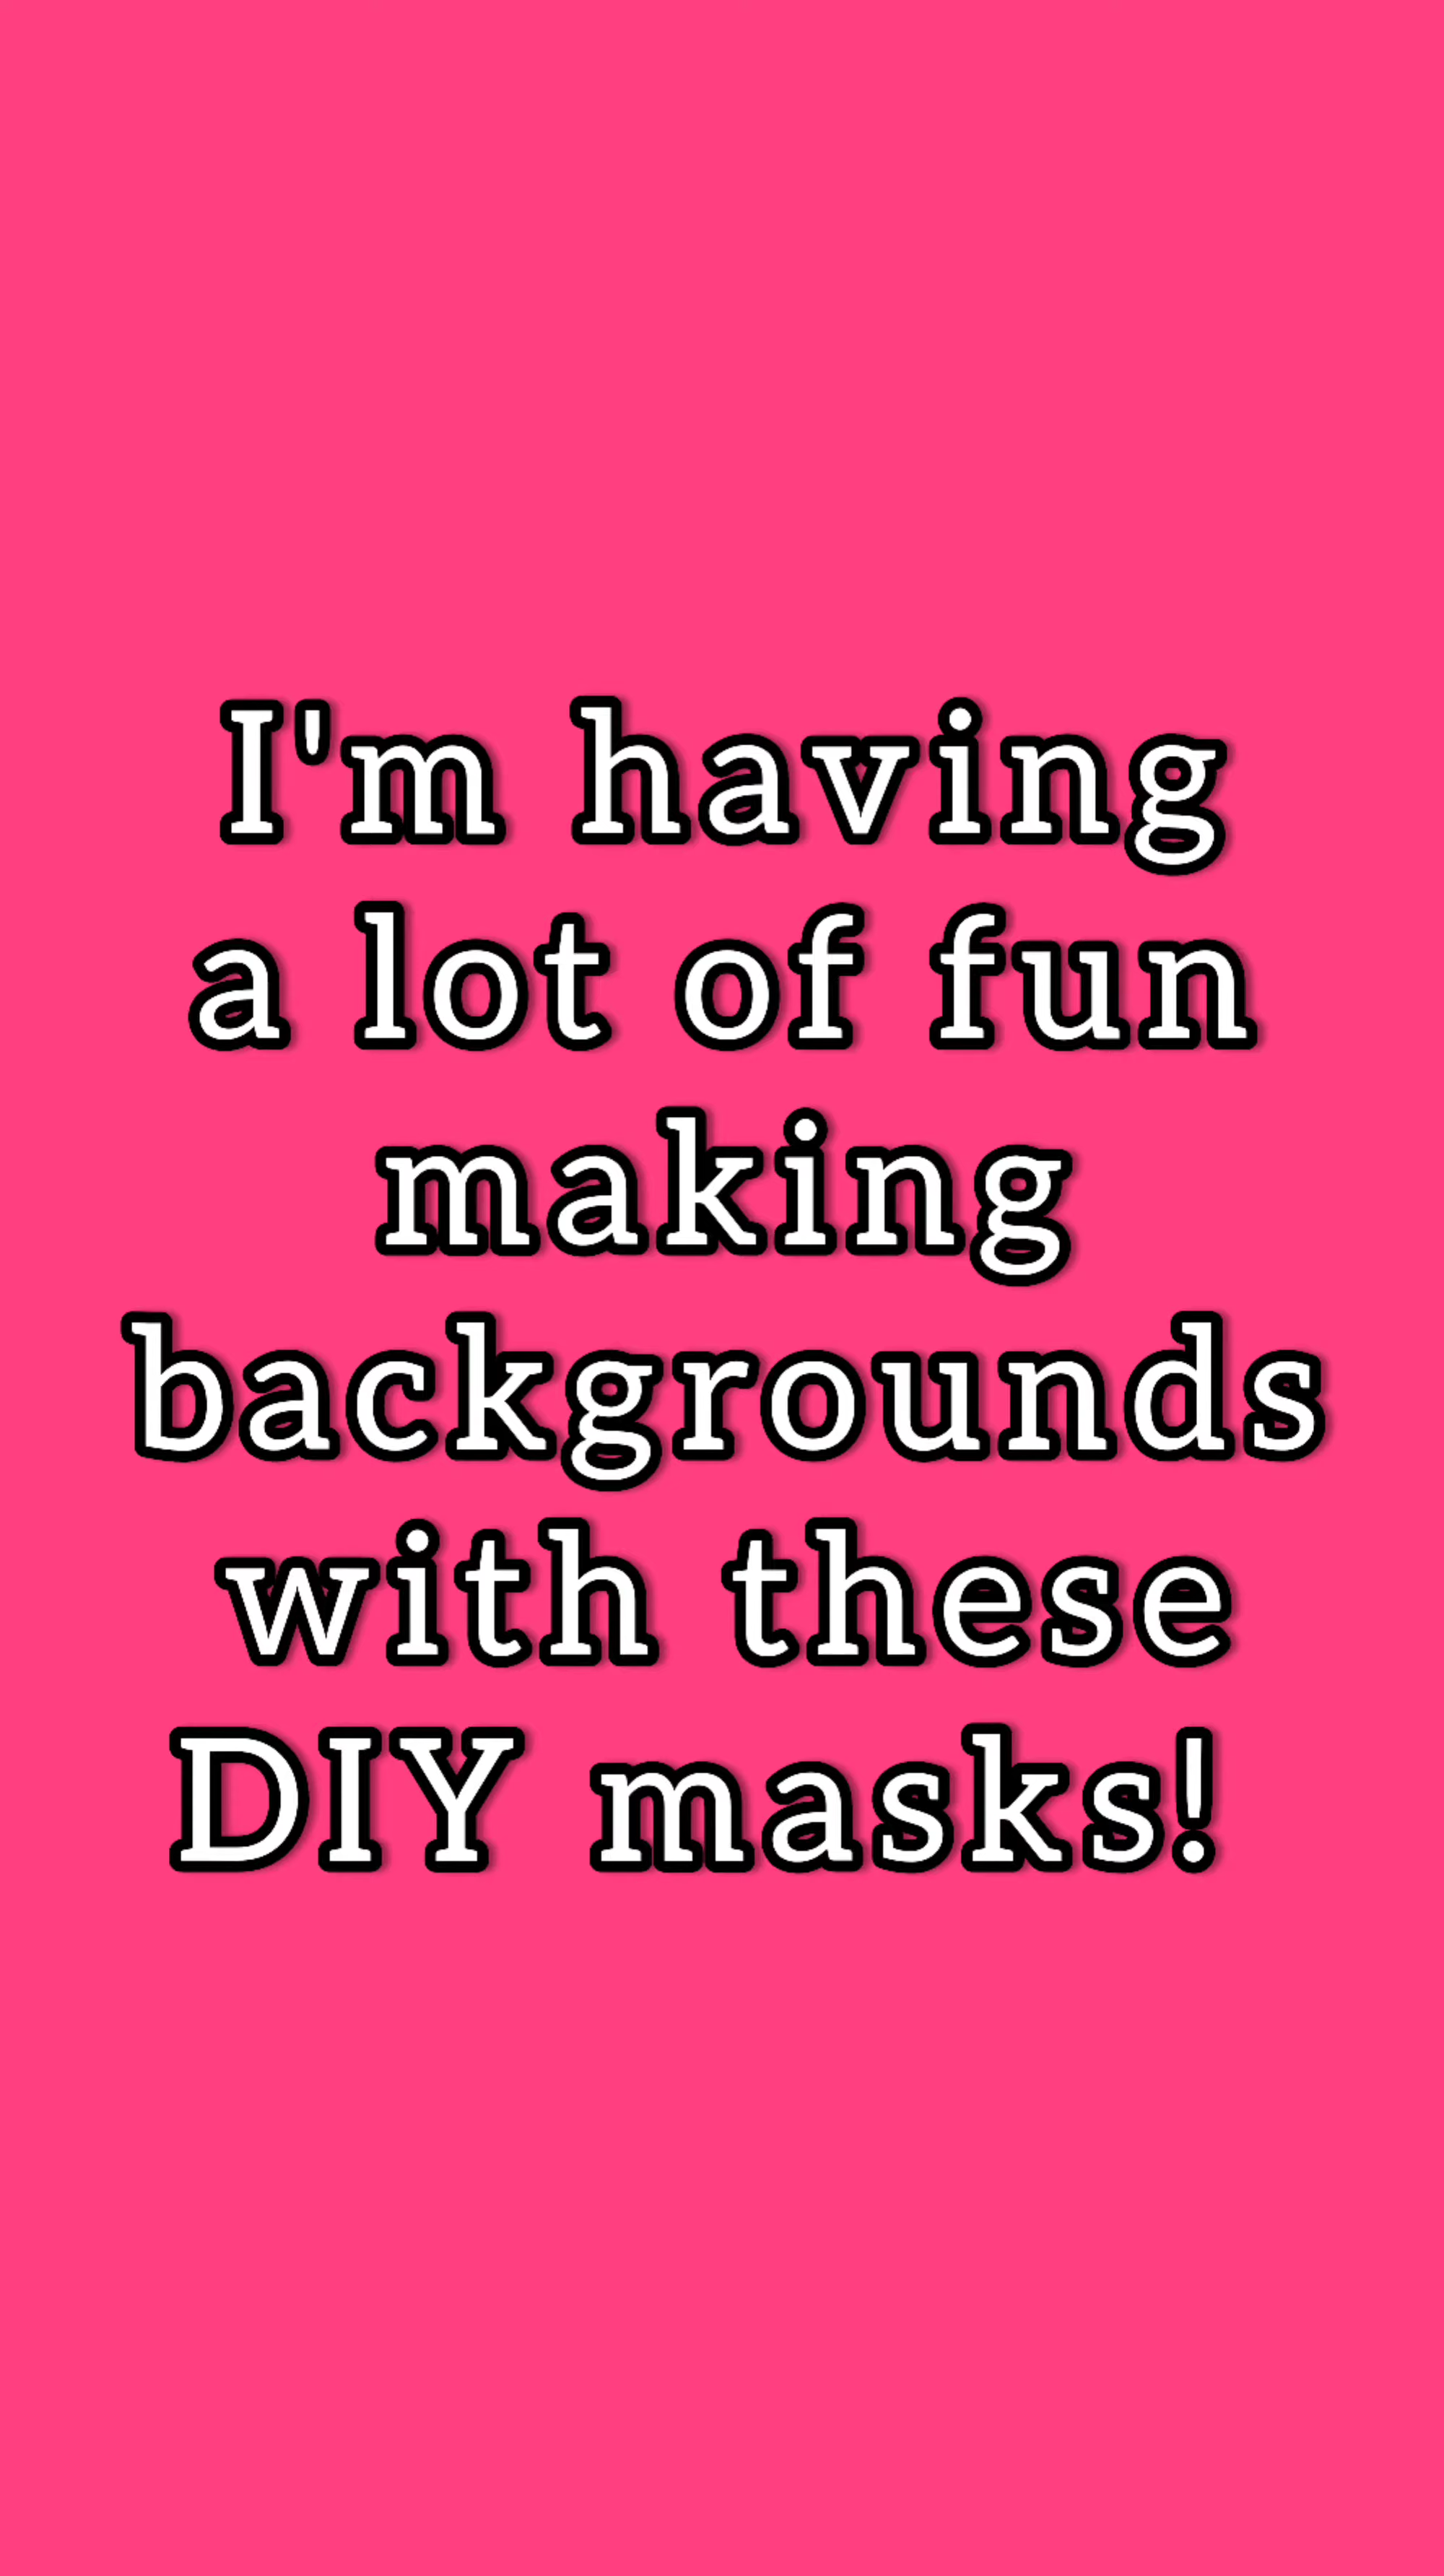 I'm having
a lot of fun
making
backgrounds
with these
DIY masks!